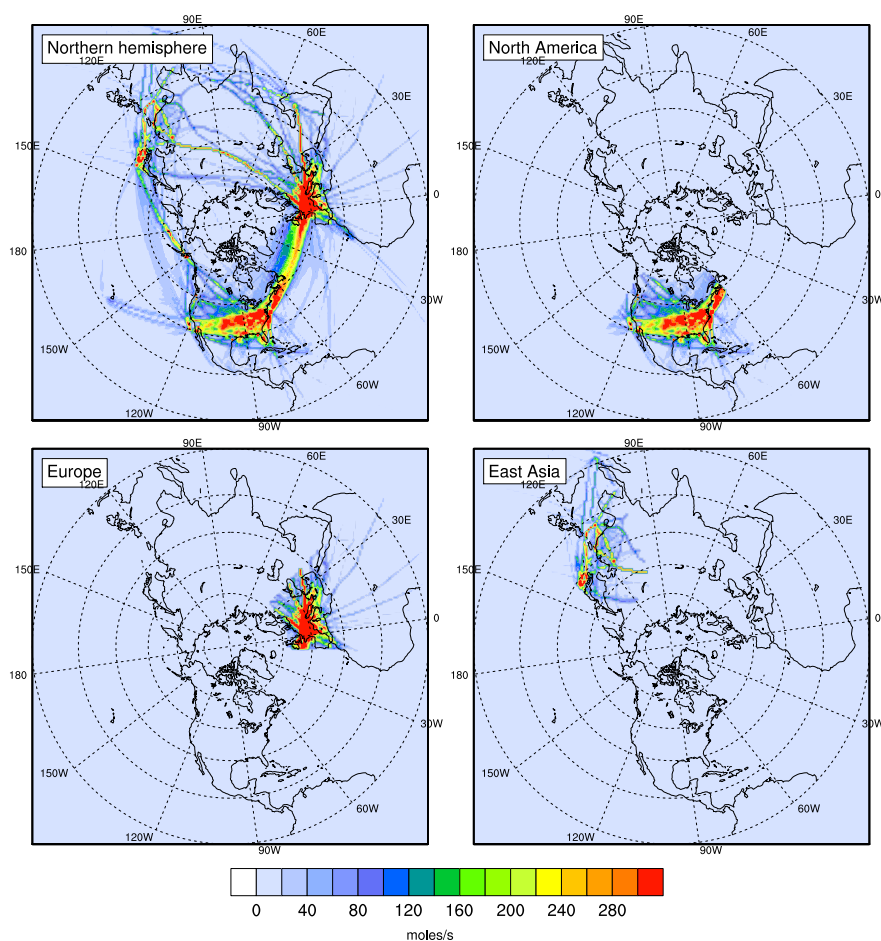 90E
60E
Northern hemisphere
120E
30E
150E
0
180
30W
150W
60W
120W
90W
90E
60E
North America
120E
30E
150E
0
180
30W
150W
60W
120W
90W
90E
60E
Europe
120E
30E
150E
0
180
30W
150W
60W
120W
90W
90E
60E
East Asia
120E
30E
150E
0
180
30W
150W
60W
120W
90W
0 40 80 120 160 200 240 280
moles/s